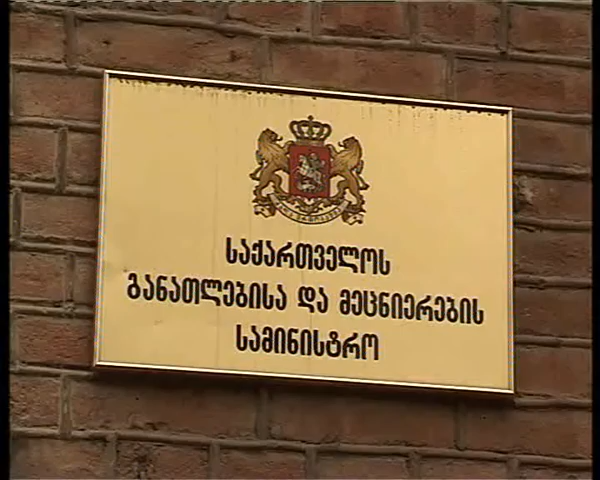 საქართველოს
განათლებისა და მეცნიერების
სამინისტრო